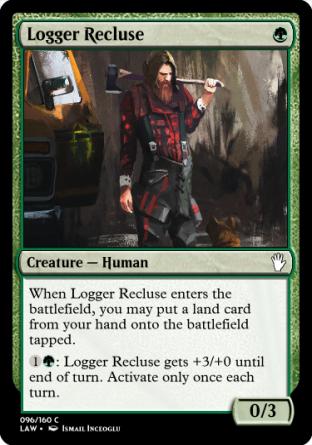 Logger Recluse
Creature — Human
When Logger Recluse enters the
battlefield, you may put a land card
from your hand onto the battlefield
tapped.
1: Logger Recluse gets +3/+0 until
end of turn. Activate only once each
turn.
0/3
096/160 C
LAW • Ismail Inceoglu